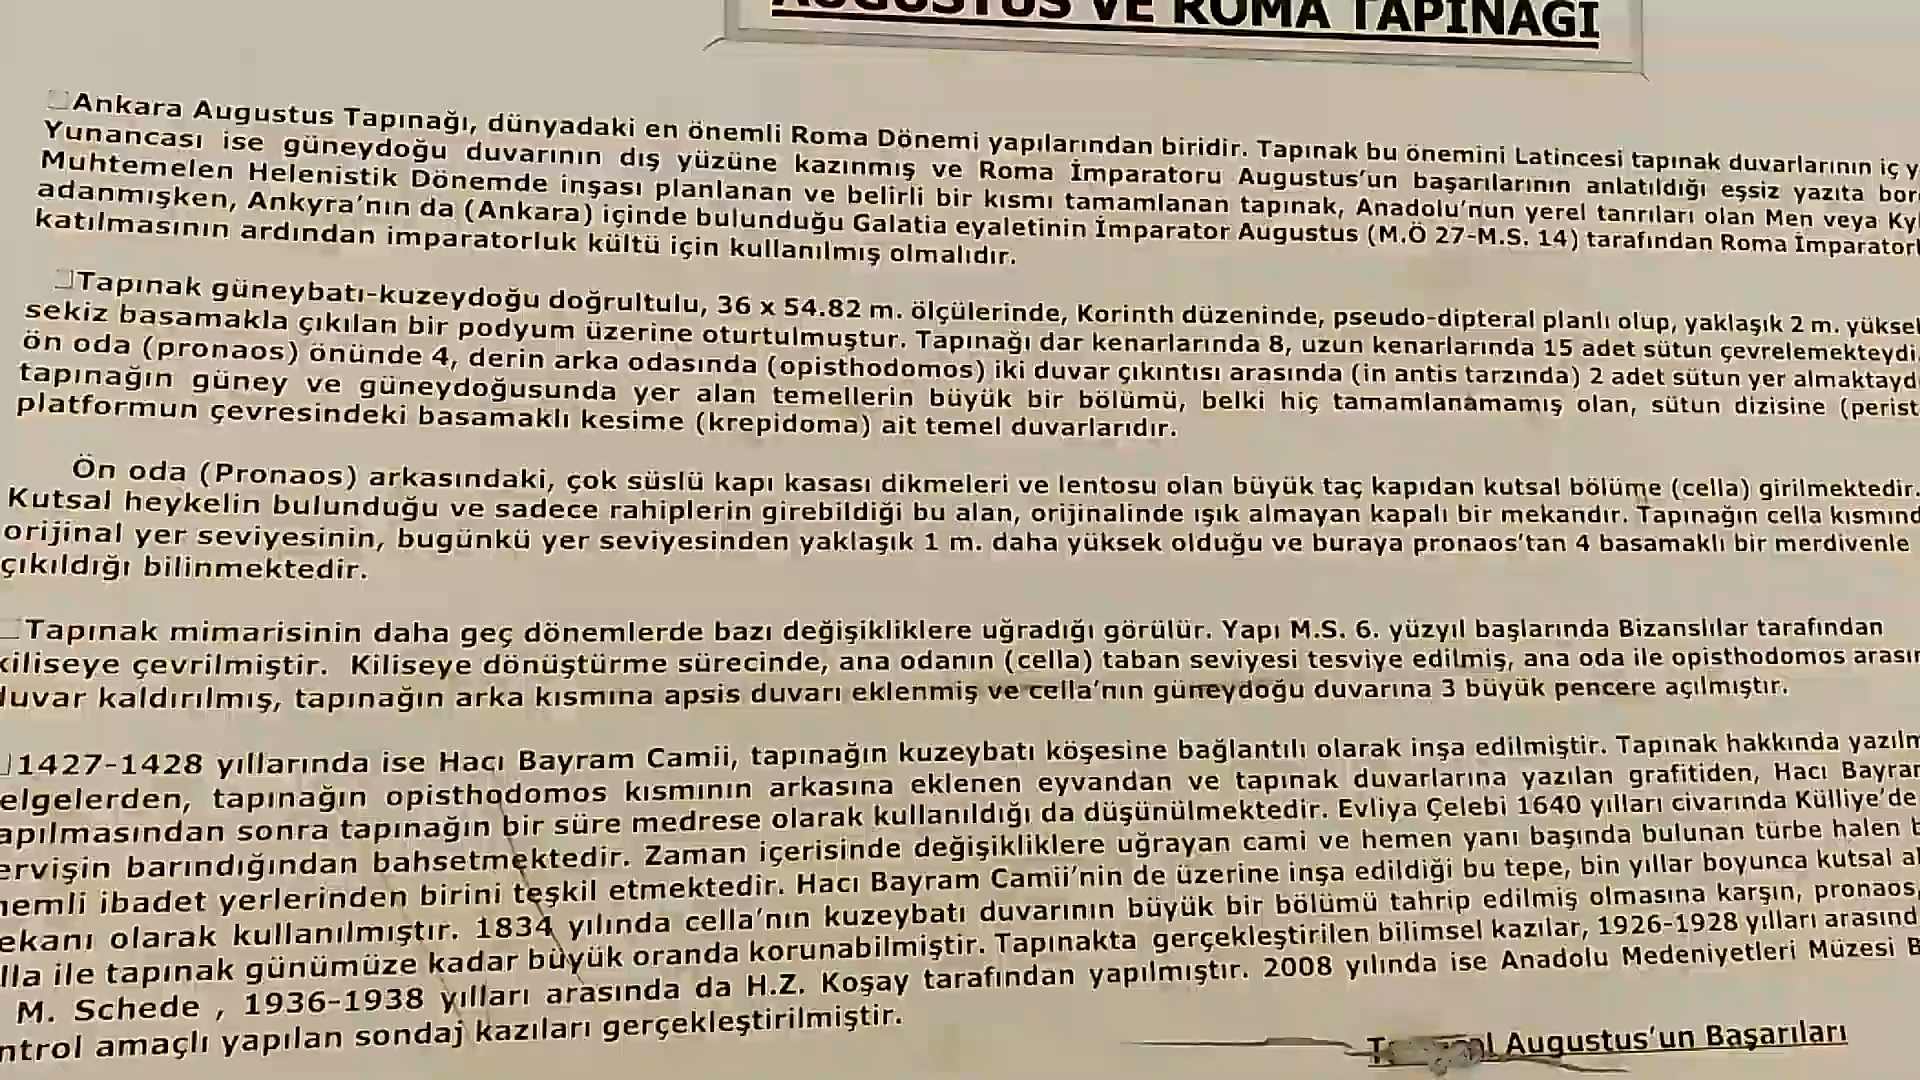 AUGUSTUS VE ROMA TAPINAĞI
Ankara Augustus Tapınağı, dünyadaki en önemli Roma Dönemi yapılarından biridir. Tapınak bu önemini Latincesi tapınak duvarlarının iç
Yunancası ise güneydoğu duvarının dış yüzüne kazınmış ve Roma İmparatoru Augustus'un başarılarının anlatıldığı eşsiz yazıta
Muhtemelen Helenistik Dönemde inşası planlanan ve belirli bir kısmı tamamlanan tapınak, Anadolu'nun yerel tanrıları olan Men veya
adanmışken, Ankyra'nın da (Ankara) içinde bulunduğu Galatia eyaletinin İmparator Augustus (M.Ö 27-M.S. 14) tarafından Roma
katılmasının ardından imparatorluk kültü için kullanılmış olmalıdır.
Tapınak güneybatı-kuzeydoğu doğrultulu, 36 x 54.82 m. ölçülerinde, Korinth düzeninde, pseudo-dipteral planlı olup, yaklaşık 2 m.
sekiz basamakla çıkılan bir podyum üzerine oturtulmuştur. Tapınağı dar kenarlarında 8, uzun kenarlarında 15 adet sütun çevrelemekteydi
ön oda (pronaos) önünde 4, derin arka odasında (opisthodomos) iki duvar çıkıntısı arasında (in antis tarzında) 2 adet sütun yer
tapınağın güney ve güneydoğusunda yer alan temellerin büyük bir bölümü, belki hiç tamamlanamamış olan, sütun dizisine
platformun çevresindeki basamaklı kesime (krepidoma) ait temel duvarlarıdır.
Ön oda (Pronaos) arkasındaki, çok süslü kapı kasası dikmeleri ve lentosu olan büyük taç kapıdan kutsal bölüme (cella) girilmektedir.
Kutsal heykelin bulunduğu ve sadece rahiplerin girebildiği bu alan, orijinalinde ışık almayan kapalı bir mekandır. Tapınağın cella
orijinal yer seviyesinin, bugünkü yer seviyesinden yaklaşık 1 m. daha yüksek olduğu ve buraya pronaos'tan 4 basamaklı bir merdivenle
çıkıldığı bilinmektedir.
Tapınak mimarisinin daha geç dönemlerde bazı değişikliklere uğradığı görülür. Yapı M.S. 6. yüzyıl başlarında Bizanslılar tarafından
kiliseye çevrilmiştir. Kiliseye dönüştürme sürecinde, ana odanın (cella) taban seviyesi tesviye edilmiş, ana oda ile opisthodomos
duvar kaldırılmış, tapınağın arka kısmına apsis duvarı eklenmiş ve cella'nın güneydoğu duvarına 3 büyük pencere açılmıştır.
1427-1428 yıllarında ise Hacı Bayram Camii, tapınağın kuzeybatı köşesine bağlantılı olarak inşa edilmiştir. Tapınak hakkında
elgelerden, tapınağın opisthodomos kısmının arkasına eklenen eyvandan ve tapınak duvarlarına yazılan grafitiden, Hacı
apılmasından sonra tapınağın bir süre medrese olarak kullanıldığı da düşünülmektedir. Evliya Çelebi 1640 yılları civarında Külliye'de
ervişin barındığından bahsetmektedir. Zaman içerisinde değişikliklere uğrayan cami ve hemen yanı başında bulunan türbe halen
nemli ibadet yerlerinden birini teşkil etmektedir. Hacı Bayram Camii'nin de üzerine inşa edildiği bu tepe, bin yıllar boyunca kutsal
ekanı olarak kullanılmıştır. 1834 yılında cella'nın kuzeybatı duvarının büyük bir bölümü tahrip edilmiş olmasına karşın, pronaos,
lla ile tapınak günümüze kadar büyük oranda korunabilmiştir. Tapınakta gerçekleştirilen bilimsel kazılar, 1926-1928 yılları
M. Schede , 1936-1938 yılları arasında da H.Z. Koşay tarafından yapılmıştır. 2008 yılında ise Anadolu Medeniyetleri Müzesi
ntrol amaçlı yapılan sondaj kazıları gerçekleştirilmiştir.
Augustus'un Başarıları